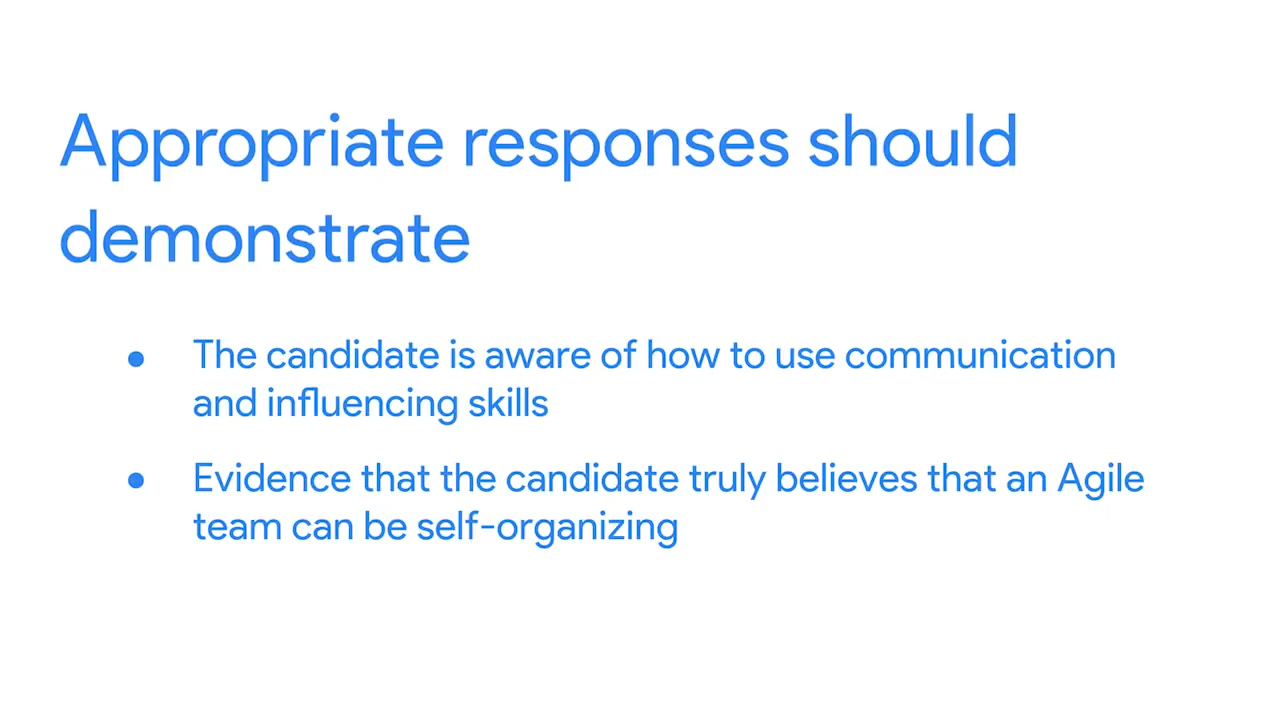 Appropriate responses should
demonstrate
● The candidate is aware of how to use communication
and influencing skills
● Evidence that the candidate truly believes that an Agile
team can be self-organizing